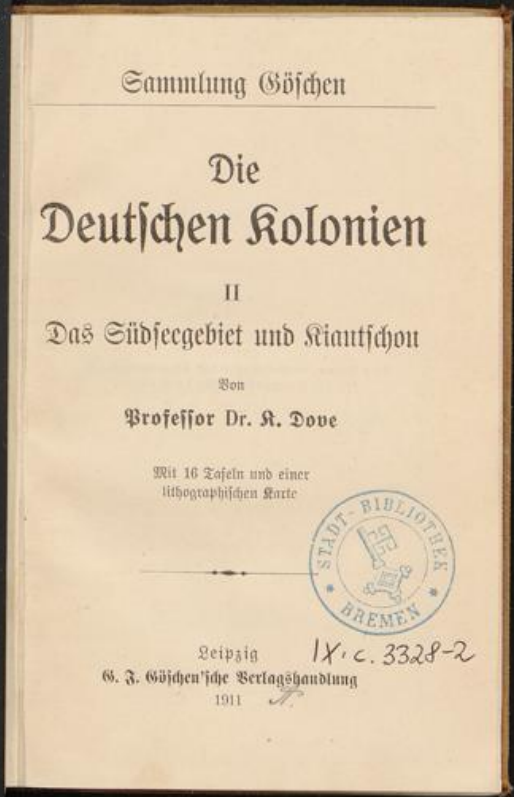 Sammlung Göschen
Die
Deutschen Kolonien
II
Das Südseegebiet und Kiautschou
Von
Professor Dr. K. Dove
Mit 16 Tafeln und einer
lithographischen Karte
STADT-BIBLIOTHEK
BREMEN
Leipzig
IX. c. 3328-2
G. J. Göschen'sche Verlagshandlung
1911